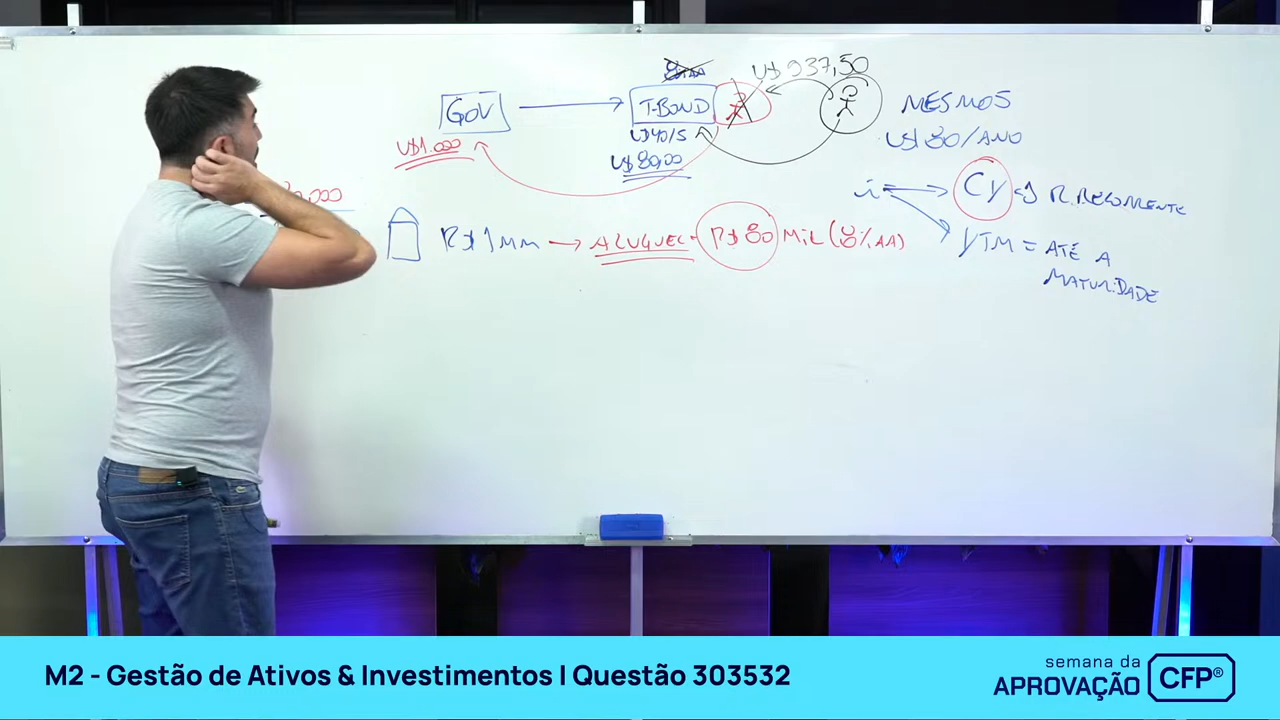 U$ 937,50
GOV
T-BOND
MESMOS
U$ 40/S
U$ 80/ANO
U$1.000
U$80,00
i
CY → R. RECORRENTE
R$ 1MM → ALUGUEL · R$ 80 MIL (8% AA)
YTM = ATÉ A
MATURIDADE
M2 - Gestão de Ativos & Investimentos | Questão 303532
semana da
APROVAÇÃO
CFP®